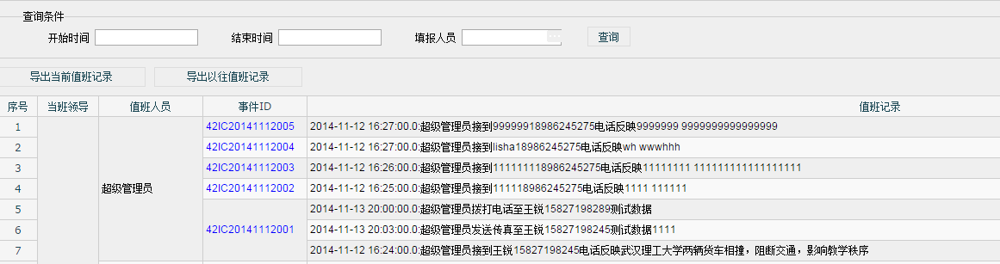 查询条件
开始时间 结束时间 填报人员 ... 查询
导出当前值班记录 导出以往值班记录
序号 当班领导 值班人员 事件ID 值班记录
1 42IC20141112005 2014-11-12 16:27:00.0:超级管理员接到99999918986245275电话反映9999999 9999999999999999
2 42IC20141112004 2014-11-12 16:27:00.0:超级管理员接到lisha18986245275电话反映wh wwwhhh
3 42IC20141112003 2014-11-12 16:26:00.0:超级管理员接到1111111118986245275电话反映11111111 111111111111111111
4 超级管理员 42IC20141112002 2014-11-12 16:25:00.0:超级管理员接到111118986245275电话反映1111 111111
5 2014-11-13 20:00:00.0:超级管理员拨打电话至王锐15827198289测试数据
6 42IC20141112001 2014-11-13 20:03:00.0:超级管理员发送传真至王锐15827198245测试数据1111
7 2014-11-12 16:24:00.0:超级管理员接到王锐15827198245电话反映武汉理工大学两辆货车相撞，阻断交通，影响教学秩序